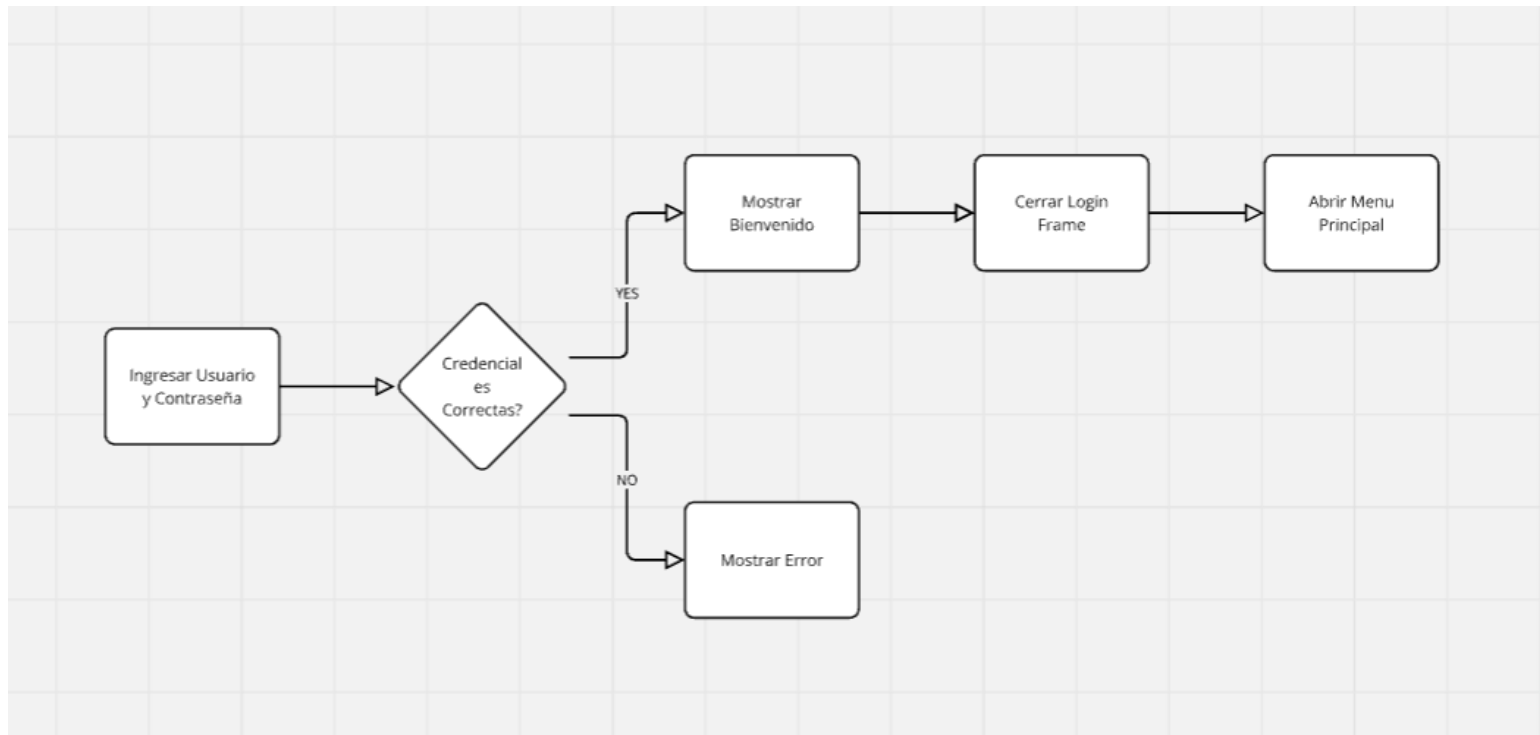 Ingresar Usuario
y Contraseña
Credencial
es
Correctas?
YES
Mostrar
Bienvenido
Cerrar Login
Frame
Abrir Menu
Principal
NO
Mostrar Error